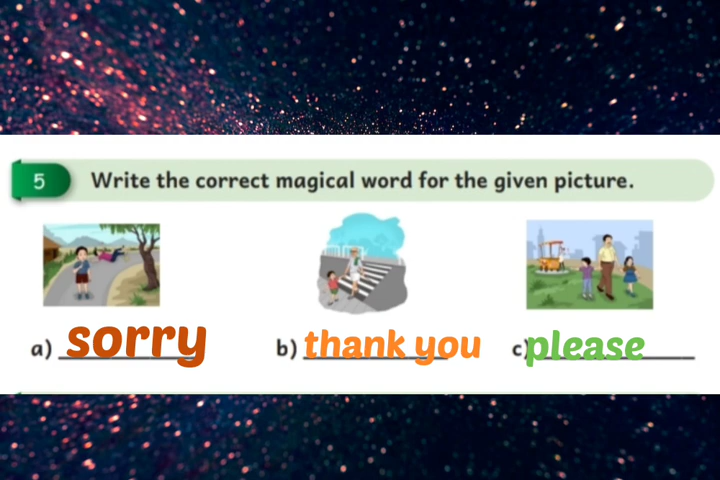 5 Write the correct magical word for the given picture.
a) sorry b) thank you c) please